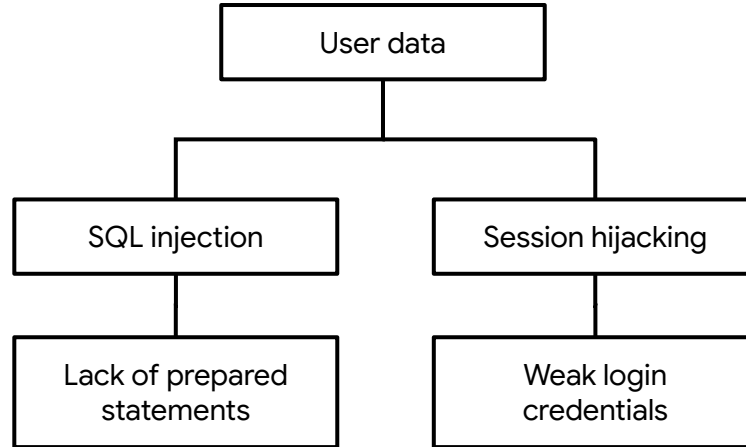 User data
SQL injection
Session hijacking
Lack of prepared
statements
Weak login
credentials